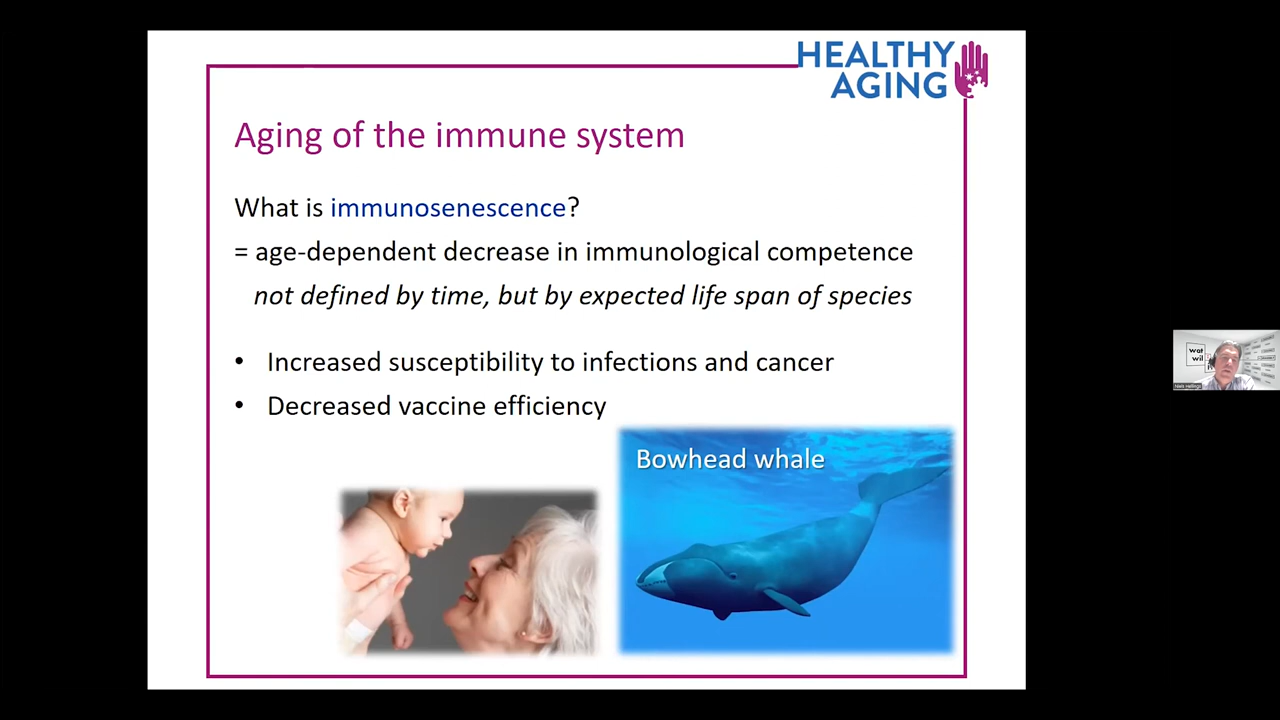 HEALTHY
AGING
Aging of the immune system
What is immunosenescence?
= age-dependent decrease in immunological competence
not defined by time, but by expected life span of species
• Increased susceptibility to infections and cancer
• Decreased vaccine efficiency
Bowhead whale
wat
wil